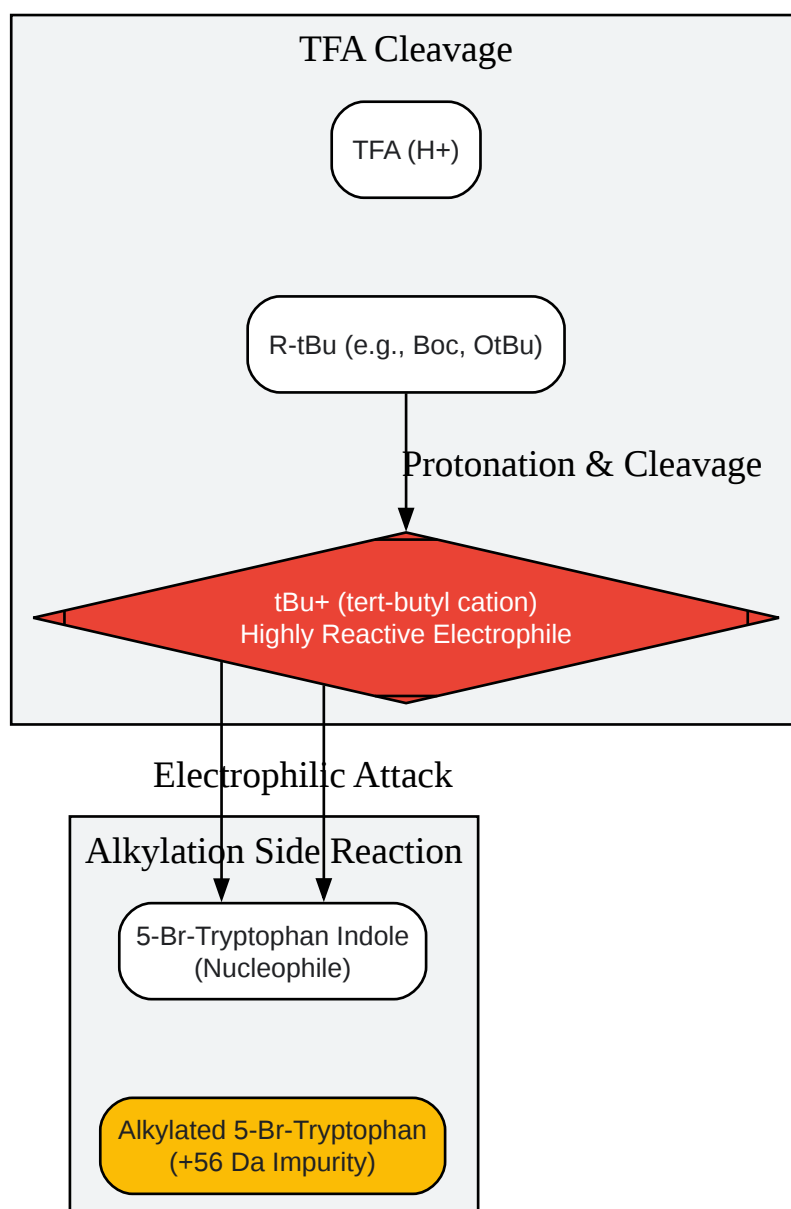 TFA Cleavage
TFA (H+)
R-tBu (e.g., Boc, OtBu)
Protonation & Cleavage
tBu+ (tert-butyl cation)
Highly Reactive Electrophile
Electrophilic Attack
Alkylation Side Reaction
5-Br-Tryptophan Indole
(Nucleophile)
Alkylated 5-Br-Tryptophan
(+56 Da Impurity)